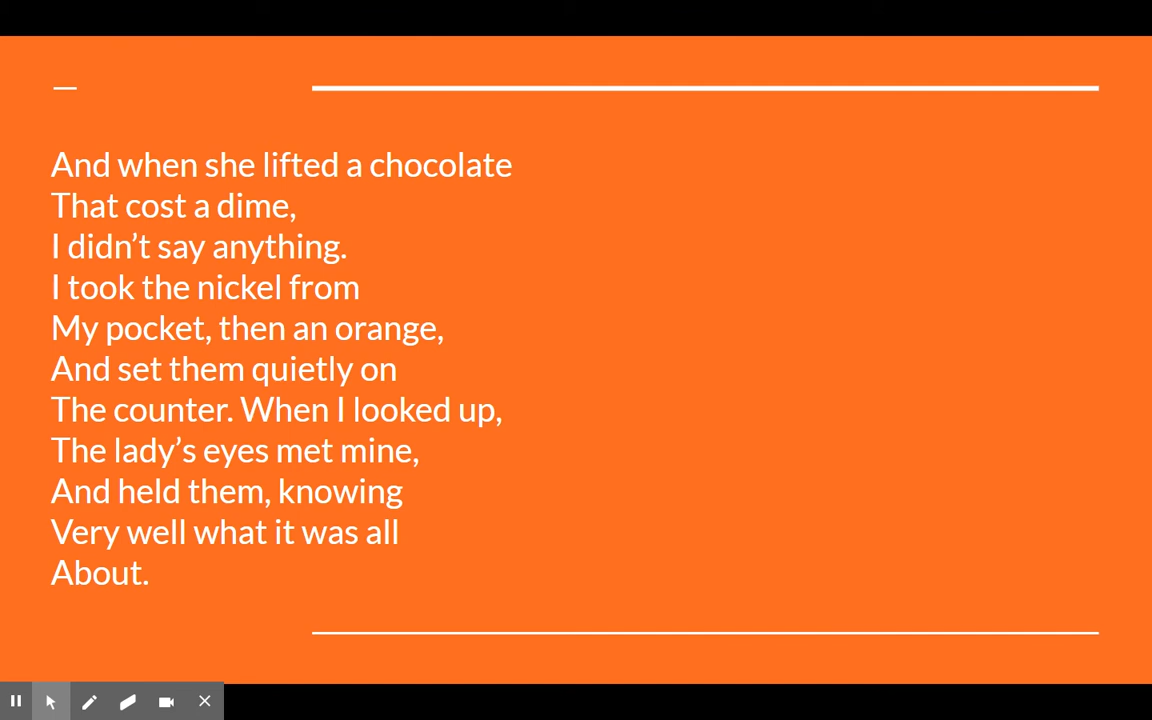 And when she lifted a chocolate
That cost a dime,
I didn’t say anything.
I took the nickel from
My pocket, then an orange,
And set them quietly on
The counter. When I looked up,
The lady’s eyes met mine,
And held them, knowing
Very well what it was all
About.